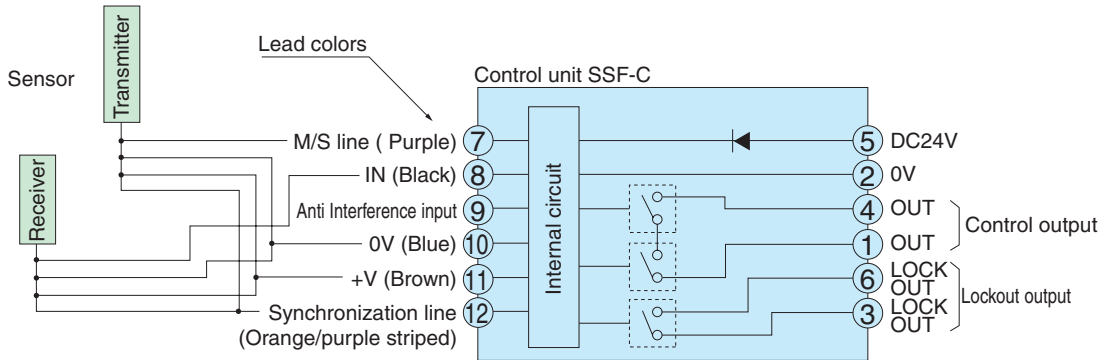 Sensor
Transmitter
Receiver
Lead colors
Control unit SSF-C
M/S line ( Purple)
7
IN (Black)
8
Anti Interference input
9
0V (Blue)
10
+V (Brown)
11
Synchronization line
(Orange/purple striped)
12
Internal circuit
5
DC24V
2
0V
4
OUT
1
OUT
Control output
6
LOCK
OUT
3
LOCK
OUT
Lockout output